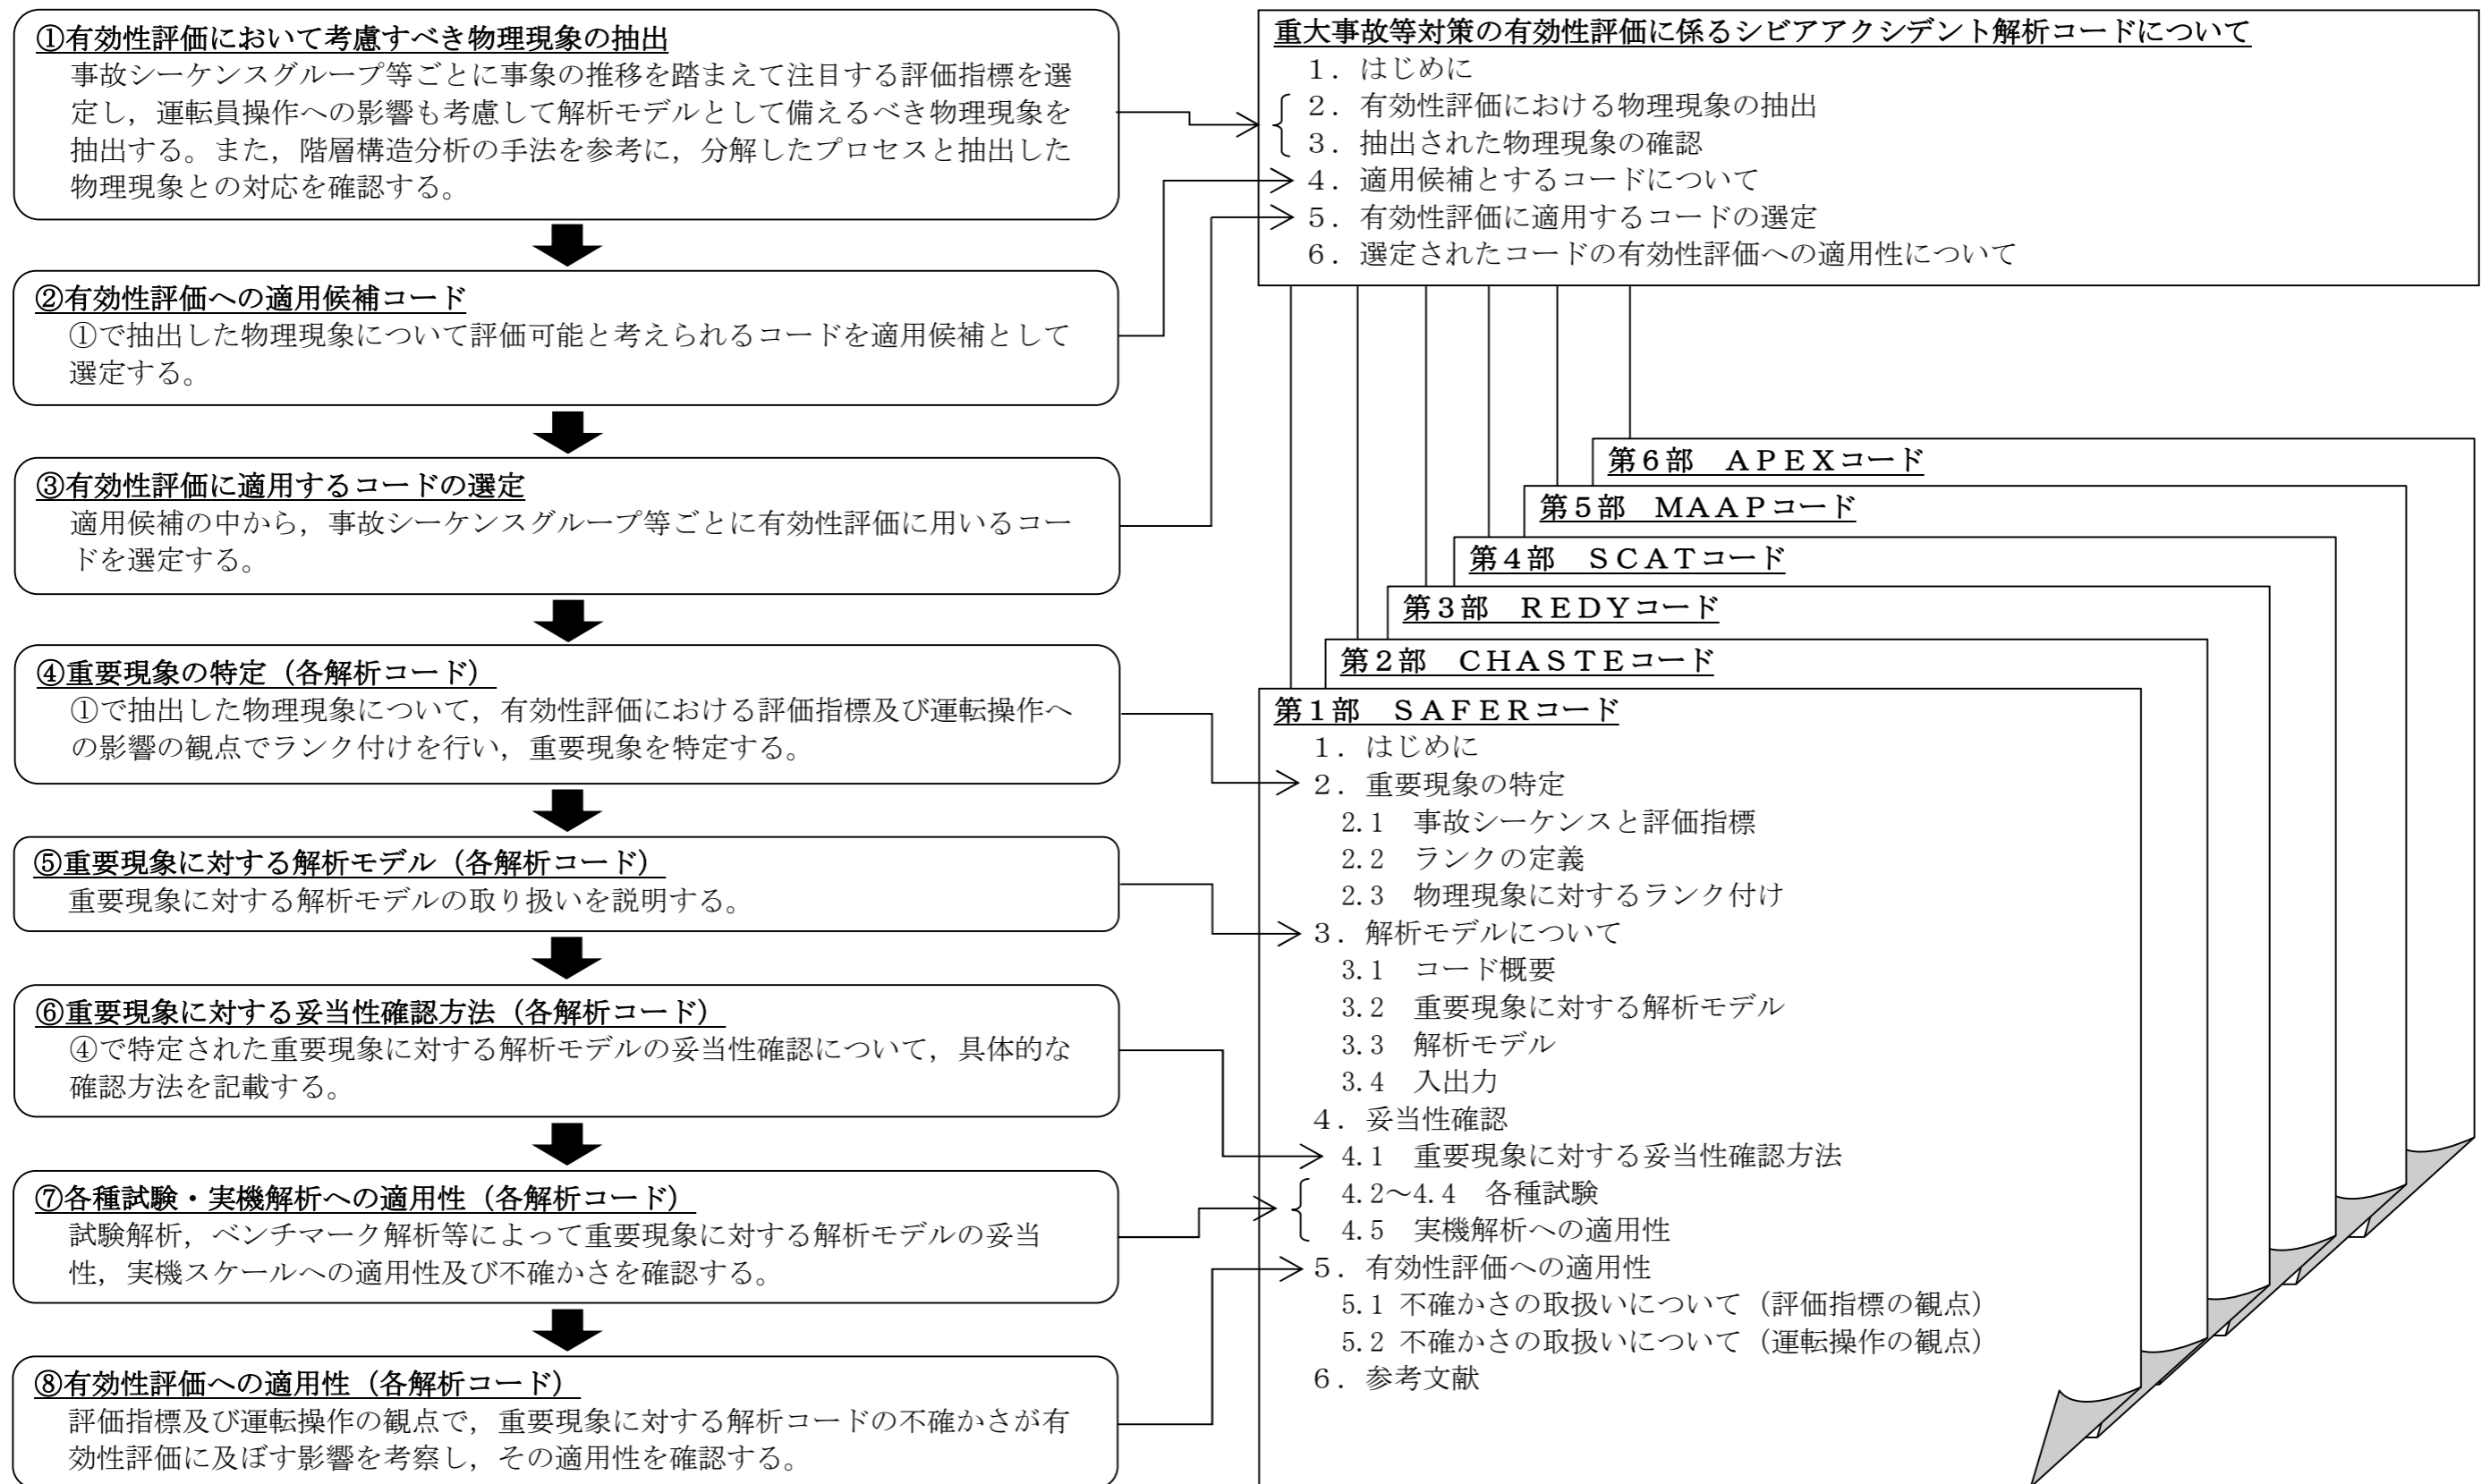 ①有効性評価において考慮すべき物理現象の抽出
事故シーケンスグループ等ごとに事象の推移を踏まえて注目する評価指標を選
定し，運転員操作への影響も考慮して解析モデルとして備えるべき物理現象を
抽出する。また，階層構造分析の手法を参考に，分解したプロセスと抽出した
物理現象との対応を確認する。
②有効性評価への適用候補コード
①で抽出した物理現象について評価可能と考えられるコードを適用候補として
選定する。
③有効性評価に適用するコードの選定
適用候補の中から，事故シーケンスグループ等ごとに有効性評価に用いるコー
ドを選定する。
④重要現象の特定（各解析コード）
①で抽出した物理現象について，有効性評価における評価指標及び運転操作へ
の影響の観点でランク付けを行い，重要現象を特定する。
⑤重要現象に対する解析モデル（各解析コード）
重要現象に対する解析モデルの取り扱いを説明する。
⑥重要現象に対する妥当性確認方法（各解析コード）
④で特定された重要現象に対する解析モデルの妥当性確認について，具体的な
確認方法を記載する。
⑦各種試験・実機解析への適用性（各解析コード）
試験解析，ベンチマーク解析等によって重要現象に対する解析モデルの妥当
性，実機スケールへの適用性及び不確かさを確認する。
⑧有効性評価への適用性（各解析コード）
評価指標及び運転操作の観点で，重要現象に対する解析コードの不確かさが有
効性評価に及ぼす影響を考察し，その適用性を確認する。
重大事故等対策の有効性評価に係るシビアアクシデント解析コードについて
１．はじめに
２．有効性評価における物理現象の抽出
３．抽出された物理現象の確認
４．適用候補とするコードについて
５．有効性評価に適用するコードの選定
６．選定されたコードの有効性評価への適用性について
第６部　ＡＰＥＸコード
第５部　ＭＡＡＰコード
第４部　ＳＣＡＴコード
第３部　ＲＥＤＹコード
第２部　ＣＨＡＳＴＥコード
第１部　ＳＡＦＥＲコード
１．はじめに
２．重要現象の特定
2.1　事故シーケンスと評価指標
2.2　ランクの定義
2.3　物理現象に対するランク付け
３．解析モデルについて
3.1　コード概要
3.2　重要現象に対する解析モデル
3.3　解析モデル
3.4　入出力
４．妥当性確認
4.1　重要現象に対する妥当性確認方法
4.2～4.4　各種試験
4.5　実機解析への適用性
５．有効性評価への適用性
5.1 不確かさの取扱いについて（評価指標の観点）
5.2 不確かさの取扱いについて（運転操作の観点）
６．参考文献